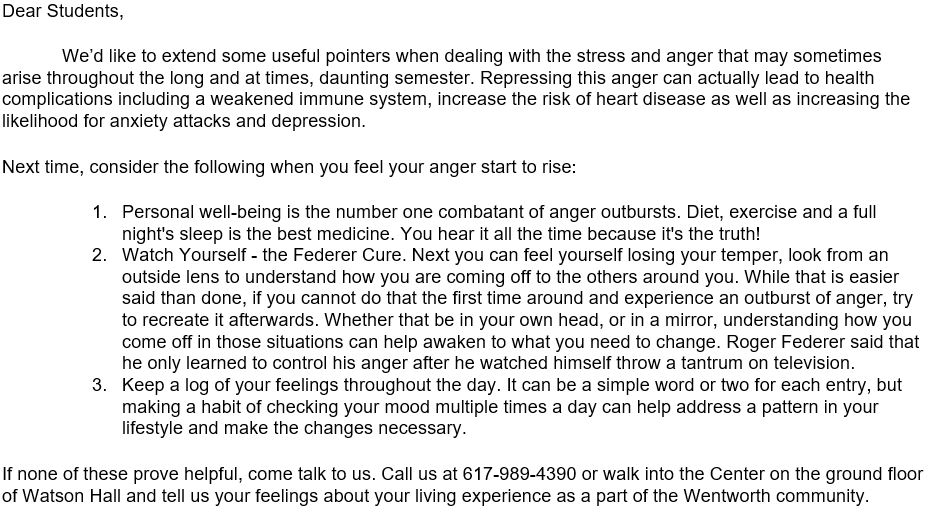 Dear Students,
We’d like to extend some useful pointers when dealing with the stress and anger that may sometimes
arise throughout the long and at times, daunting semester. Repressing this anger can actually lead to health
complications including a weakened immune system, increase the risk of heart disease as well as increasing the
likelihood for anxiety attacks and depression.
Next time, consider the following when you feel your anger start to rise:
1. Personal well-being is the number one combatant of anger outbursts. Diet, exercise and a full
night's sleep is the best medicine. You hear it all the time because it's the truth!
2. Watch Yourself - the Federer Cure. Next you can feel yourself losing your temper, look from an
outside lens to understand how you are coming off to the others around you. While that is easier
said than done, if you cannot do that the first time around and experience an outburst of anger, try
to recreate it afterwards. Whether that be in your own head, or in a mirror, understanding how you
come off in those situations can help awaken to what you need to change. Roger Federer said that
he only learned to control his anger after he watched himself throw a tantrum on television.
3. Keep a log of your feelings throughout the day. It can be a simple word or two for each entry, but
making a habit of checking your mood multiple times a day can help address a pattern in your
lifestyle and make the changes necessary.
If none of these prove helpful, come talk to us. Call us at 617-989-4390 or walk into the Center on the ground floor
of Watson Hall and tell us your feelings about your living experience as a part of the Wentworth community.